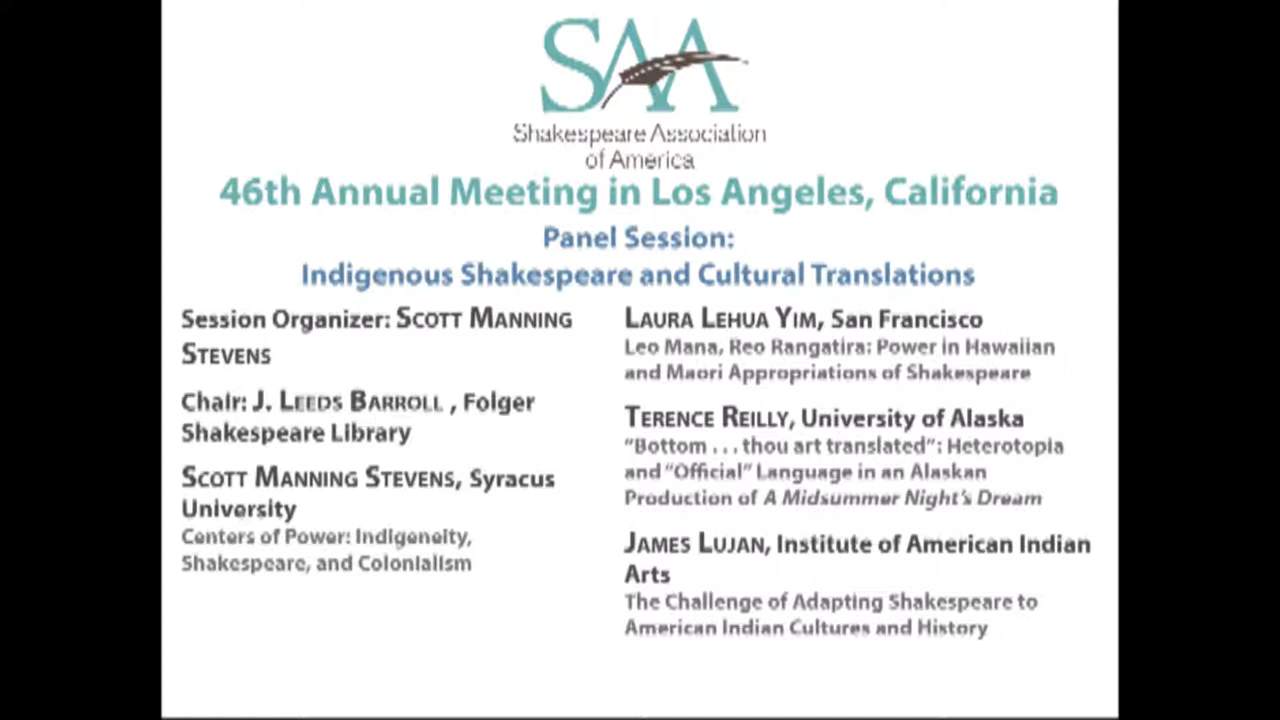 SAA
Shakespeare Association
of America
46th Annual Meeting in Los Angeles, California
Panel Session:
Indigenous Shakespeare and Cultural Translations
Session Organizer: SCOTT MANNING
STEVENS
Chair: J. LEEDS BARROLL , Folger
Shakespeare Library
SCOTT MANNING STEVENS, Syracus
University
Centers of Power: Indigeneity,
Shakespeare, and Colonialism
LAURA LEHUA YIM, San Francisco
Leo Mana, Reo Rangatira: Power in Hawaiian
and Maori Appropriations of Shakespeare
TERENCE REILLY, University of Alaska
“Bottom . . . thou art translated”: Heterotopia
and “Official” Language in an Alaskan
Production of A Midsummer Night’s Dream
JAMES LUJAN, Institute of American Indian
Arts
The Challenge of Adapting Shakespeare to
American Indian Cultures and History